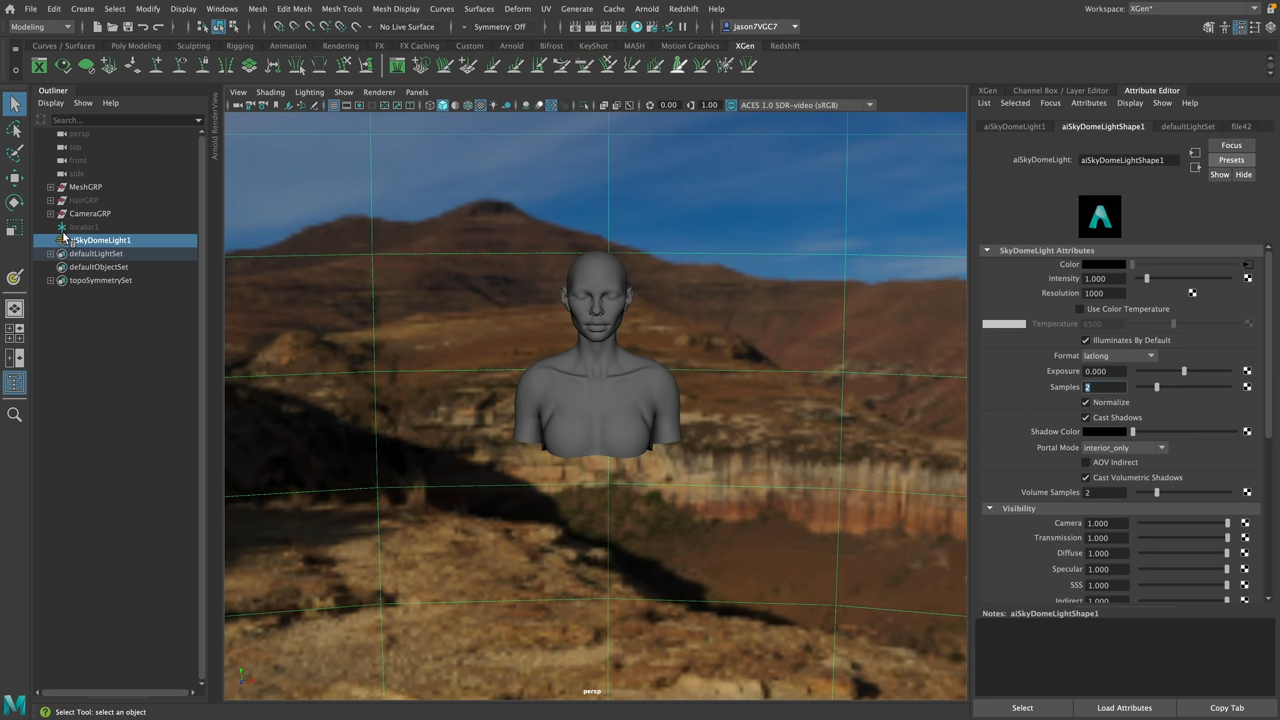 File Edit Create Select Modify Display Windows Mesh Edit Mesh Mesh Tools Mesh Display Curves Surfaces Deform UV Generate Cache Arnold Redshift Help Workspace: XGen*
Modeling No Live Surface Symmetry: Off jason7VGC7
Curves / Surfaces Poly Modeling Sculpting Rigging Animation Rendering FX FX Caching Custom Arnold Bifrost KeyShot MASH Motion Graphics XGen Redshift
Outliner
Display Show Help
Search...
persp
top
front
side
MeshGRP
HairGRP
CameraGRP
locator1
SkyDomeLight1
defaultLightSet
defaultObjectSet
topoSymmetrySet
Arnold RenderView
View Shading Lighting Show Renderer Panels
0.00 1.00 ACES 1.0 SDR-video (sRGB)
persp
y
XGen Channel Box / Layer Editor Attribute Editor
List Selected Focus Attributes Display Show Help
aiSkyDomeLight1 aiSkyDomeLightShape1 defaultLightSet file42
Focus
aiSkyDomeLight: aiSkyDomeLightShape1 Presets
Show Hide
SkyDomeLight Attributes
Color
Intensity 1.000
Resolution 1000
Use Color Temperature
Temperature 6500
Illuminates By Default
Format latlong
Exposure 0.000
Samples 2
Normalize
Cast Shadows
Shadow Color
Portal Mode interior_only
AOV Indirect
Cast Volumetric Shadows
Volume Samples 2
Visibility
Camera 1.000
Transmission 1.000
Diffuse 1.000
Specular 1.000
SSS 1.000
Indirect 1.000
Notes: aiSkyDomeLightShape1
Select Load Attributes Copy Tab
Select Tool: select an object